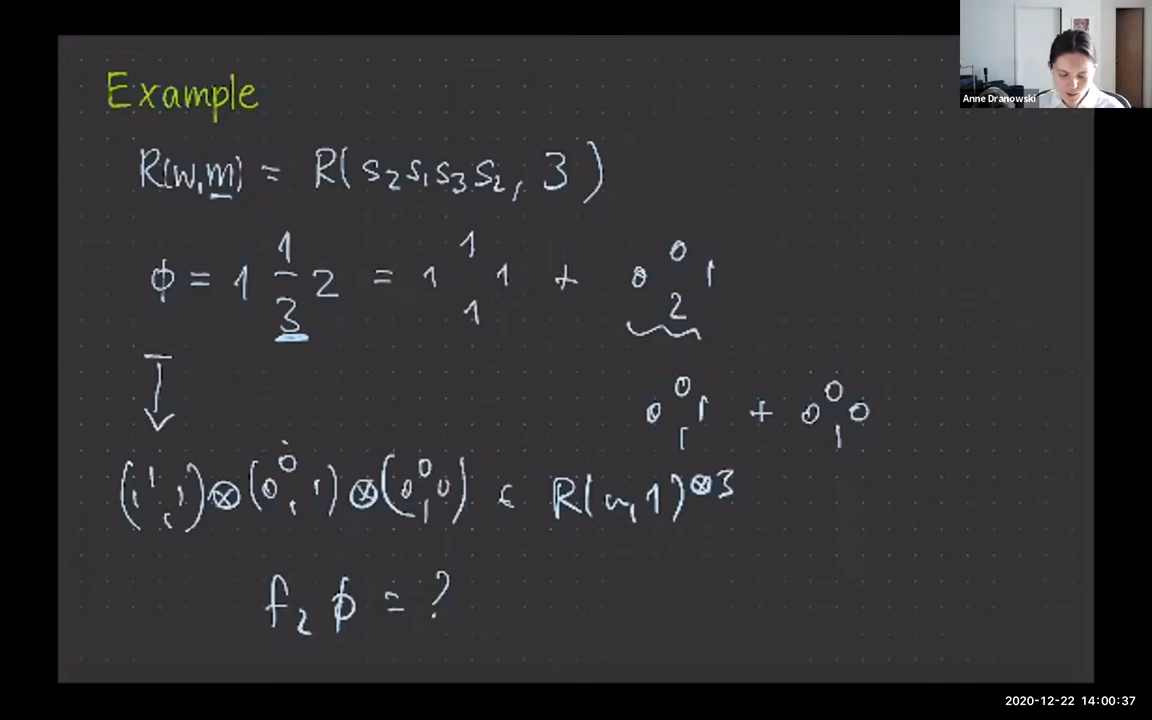 Example
Anne Dranowski
R(w,m) = R( s₂s₁s₃s₂, 3 )
1 1 0
ϕ = 1 — 2 = 1 1 + 0 1
3 1 2
0 0
0 1 + 0 0
1 1
1 0 0
(1 1) ⊗ (0 1) ⊗ (0 0) ∈ R(w,1)^⊗3
1 1 1
f₂ ϕ = ?
2020-12-22 14:00:37